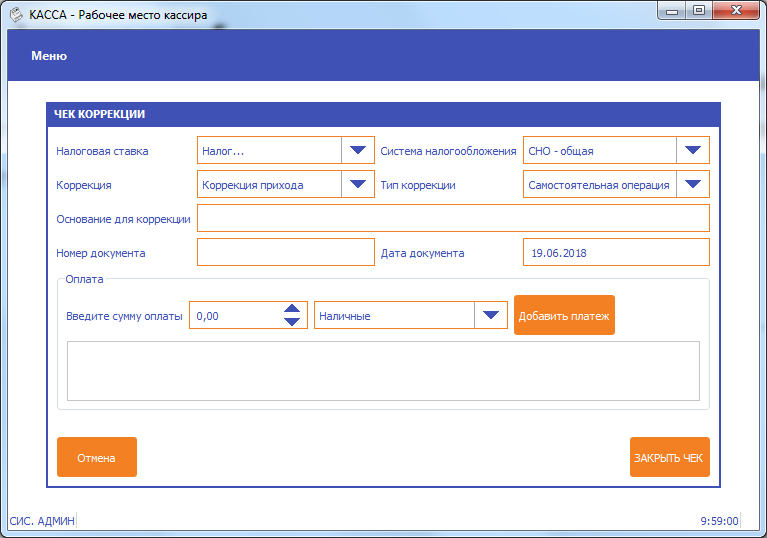 КАССА - Рабочее место кассира
Меню
ЧЕК КОРРЕКЦИИ
Налоговая ставка Налог... Система налогообложения СНО - общая
Коррекция Коррекция прихода Тип коррекции Самостоятельная операция
Основание для коррекции
Номер документа Дата документа 19.06.2018
Оплата
Введите сумму оплаты 0,00 Наличные Добавить платеж
Отмена ЗАКРЫТЬ ЧЕК
СИС. АДМИН 9:59:00